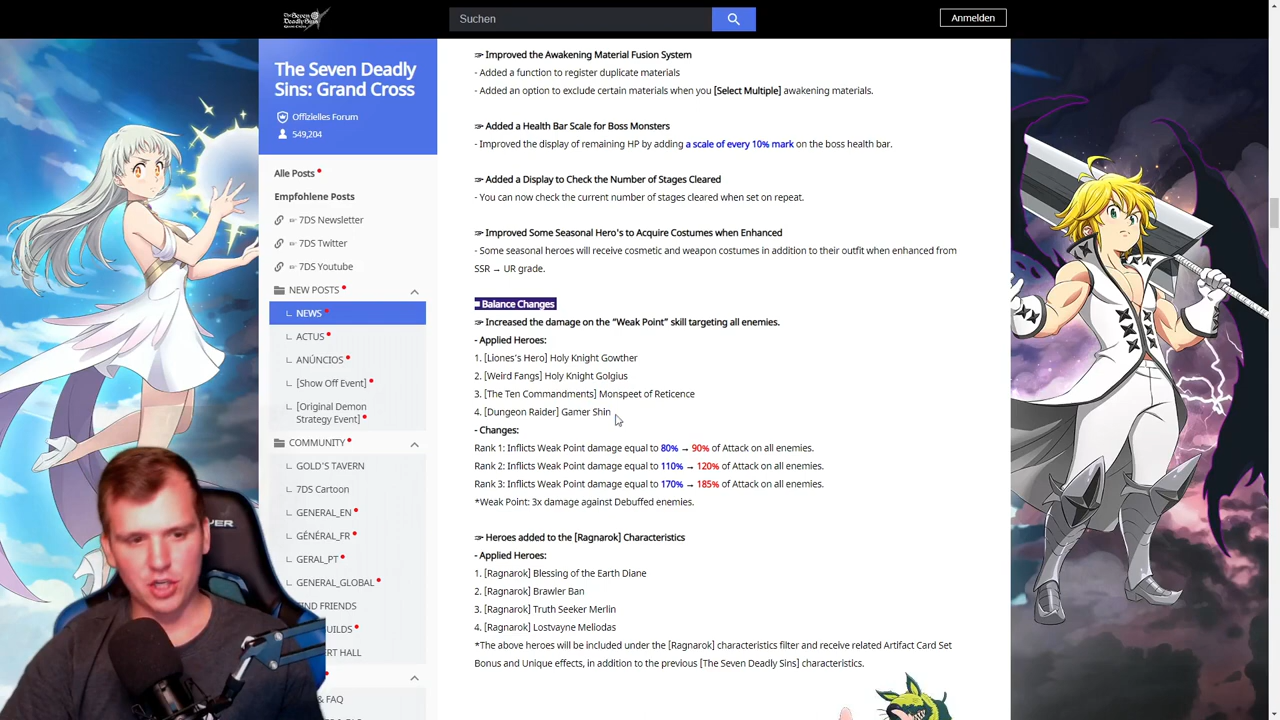 The Seven
Deadly Sins
Grand Cross
Suchen
Anmelden
The Seven Deadly
Sins: Grand Cross
Offizielles Forum
549,204
Alle Posts
Empfohlene Posts
7DS Newsletter
7DS Twitter
7DS Youtube
NEW POSTS
NEWS
ACTUS
ANÚNCIOS
[Show Off Event]
[Original Demon
Strategy Event]
COMMUNITY
GOLD'S TAVERN
7DS Cartoon
GENERAL_EN
GÉNÉRAL_FR
GERAL_PT
GENERAL_GLOBAL
FIND FRIENDS
& FAQ
☞ Improved the Awakening Material Fusion System
- Added a function to register duplicate materials
- Added an option to exclude certain materials when you [Select Multiple] awakening materials.
☞ Added a Health Bar Scale for Boss Monsters
- Improved the display of remaining HP by adding a scale of every 10% mark on the boss health bar.
☞ Added a Display to Check the Number of Stages Cleared
- You can now check the current number of stages cleared when set on repeat.
☞ Improved Some Seasonal Hero's to Acquire Costumes when Enhanced
- Some seasonal heroes will receive cosmetic and weapon costumes in addition to their outfit when enhanced from
SSR → UR grade.
■ Balance Changes
☞ Increased the damage on the “Weak Point” skill targeting all enemies.
- Applied Heroes:
1. [Liones's Hero] Holy Knight Gowther
2. [Weird Fangs] Holy Knight Golgius
3. [The Ten Commandments] Monspeet of Reticence
4. [Dungeon Raider] Gamer Shin
- Changes:
Rank 1: Inflicts Weak Point damage equal to 80% → 90% of Attack on all enemies.
Rank 2: Inflicts Weak Point damage equal to 110% → 120% of Attack on all enemies.
Rank 3: Inflicts Weak Point damage equal to 170% → 185% of Attack on all enemies.
*Weak Point: 3x damage against Debuffed enemies.
☞ Heroes added to the [Ragnarok] Characteristics
- Applied Heroes:
1. [Ragnarok] Blessing of the Earth Diane
2. [Ragnarok] Brawler Ban
3. [Ragnarok] Truth Seeker Merlin
4. [Ragnarok] Lostvayne Meliodas
*The above heroes will be included under the [Ragnarok] characteristics filter and receive related Artifact Card Set
Bonus and Unique effects, in addition to the previous [The Seven Deadly Sins] characteristics.